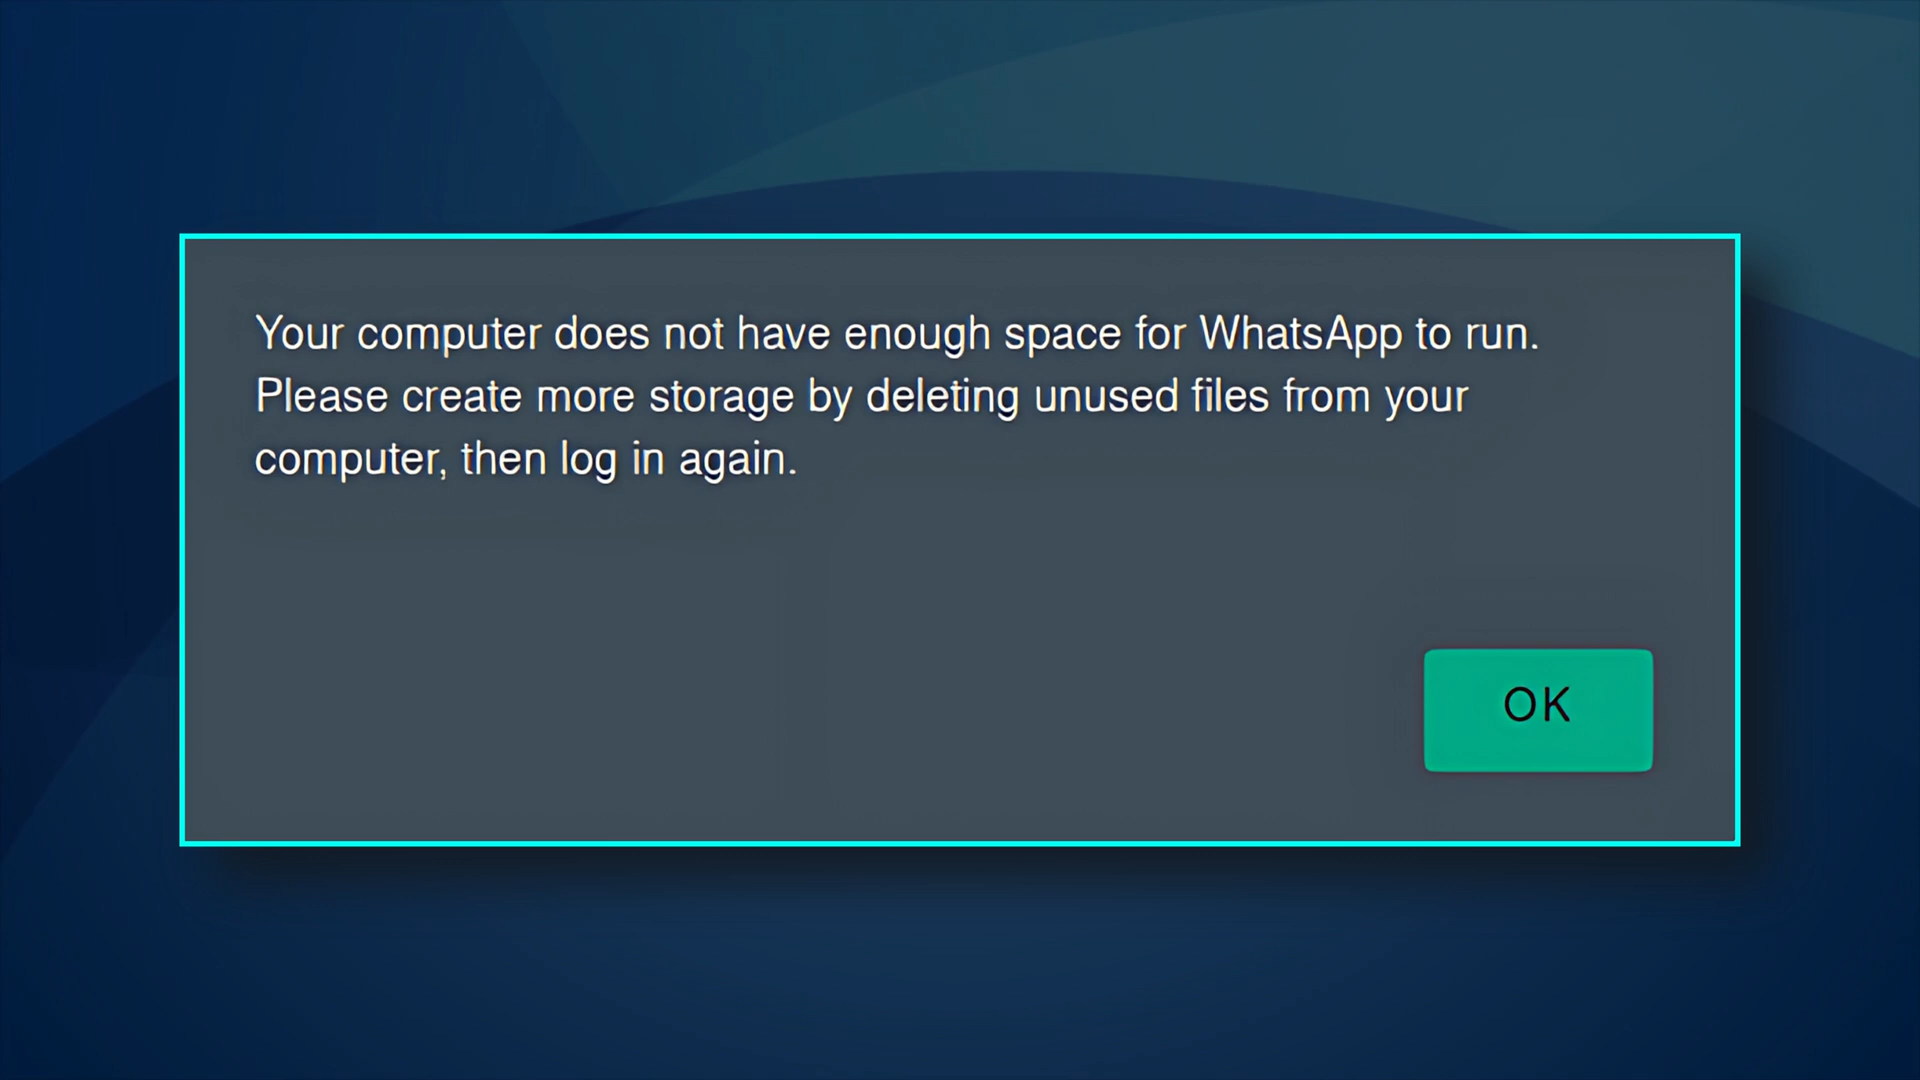 Your computer does not have enough space for WhatsApp to run.
Please create more storage by deleting unused files from your
computer, then log in again.
OK